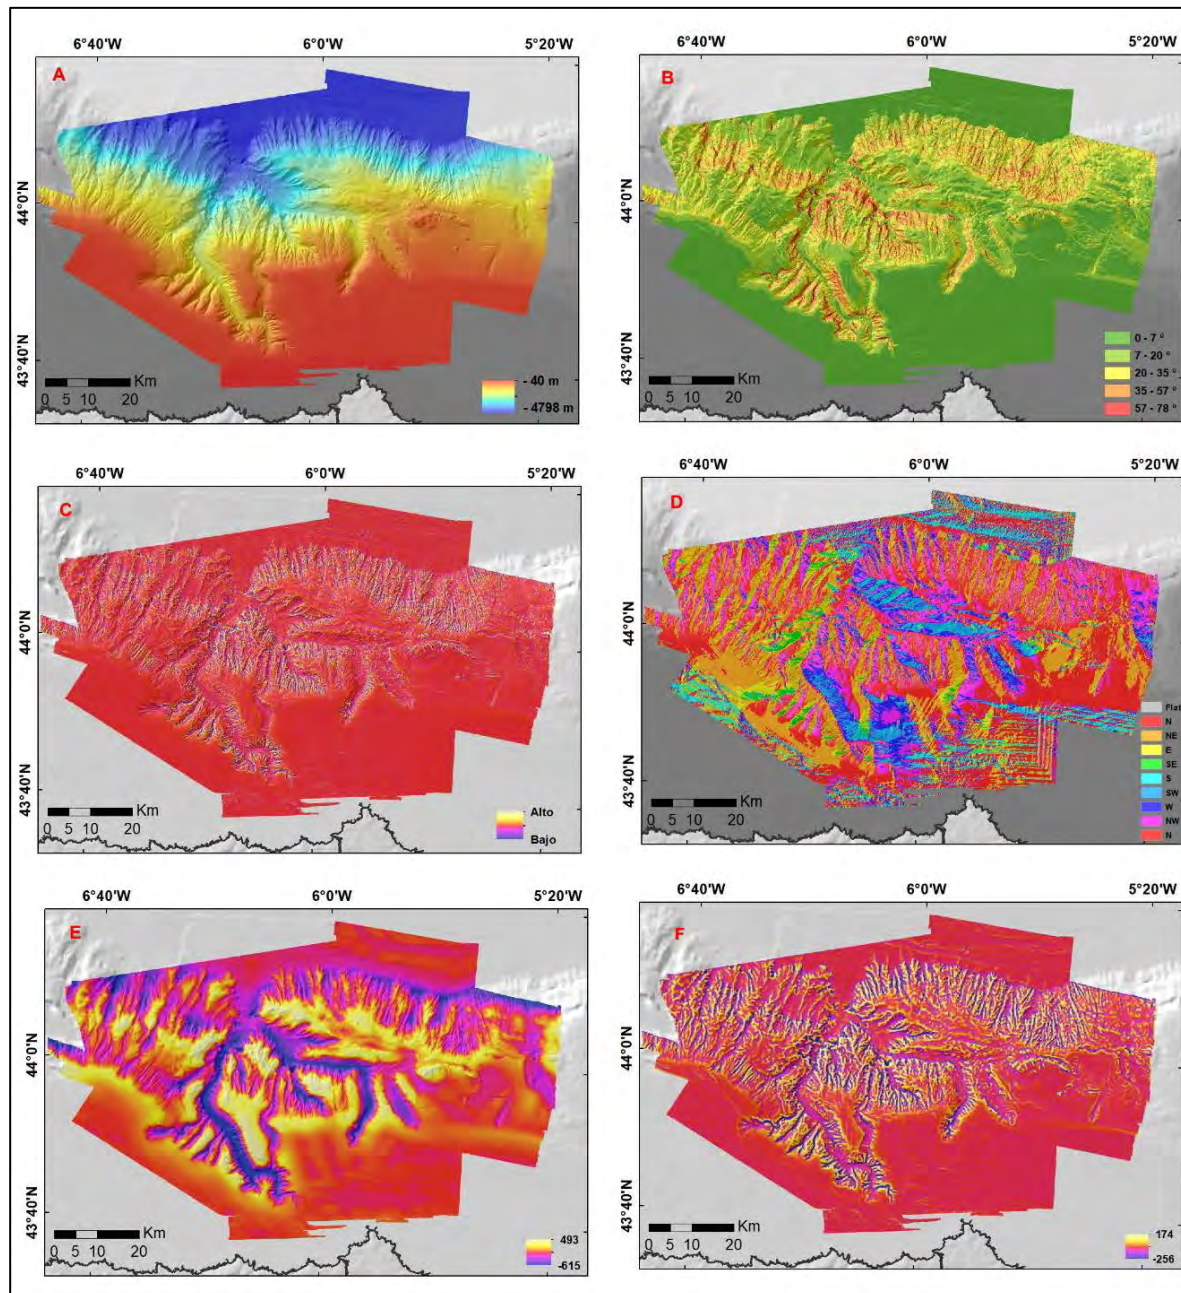 6°40'W 6°0'W 5°20'W
A
44°0'N
43°40'N
Km
0 5 10 20
- 40 m
- 4798 m
6°40'W 6°0'W 5°20'W
B
44°0'N
43°40'N
Km
0 5 10 20
0 - 7 °
7 - 20 °
20 - 35 °
35 - 57 °
57 - 78 °
6°40'W 6°0'W 5°20'W
C
44°0'N
43°40'N
Km
0 5 10 20
Alto
Bajo
6°40'W 6°0'W 5°20'W
D
44°0'N
43°40'N
Km
0 5 10 20
Flat
N
NE
E
SE
S
SW
W
NW
N
6°40'W 6°0'W 5°20'W
E
44°0'N
43°40'N
Km
0 5 10 20
493
-615
6°40'W 6°0'W 5°20'W
F
44°0'N
43°40'N
Km
0 5 10 20
174
-256